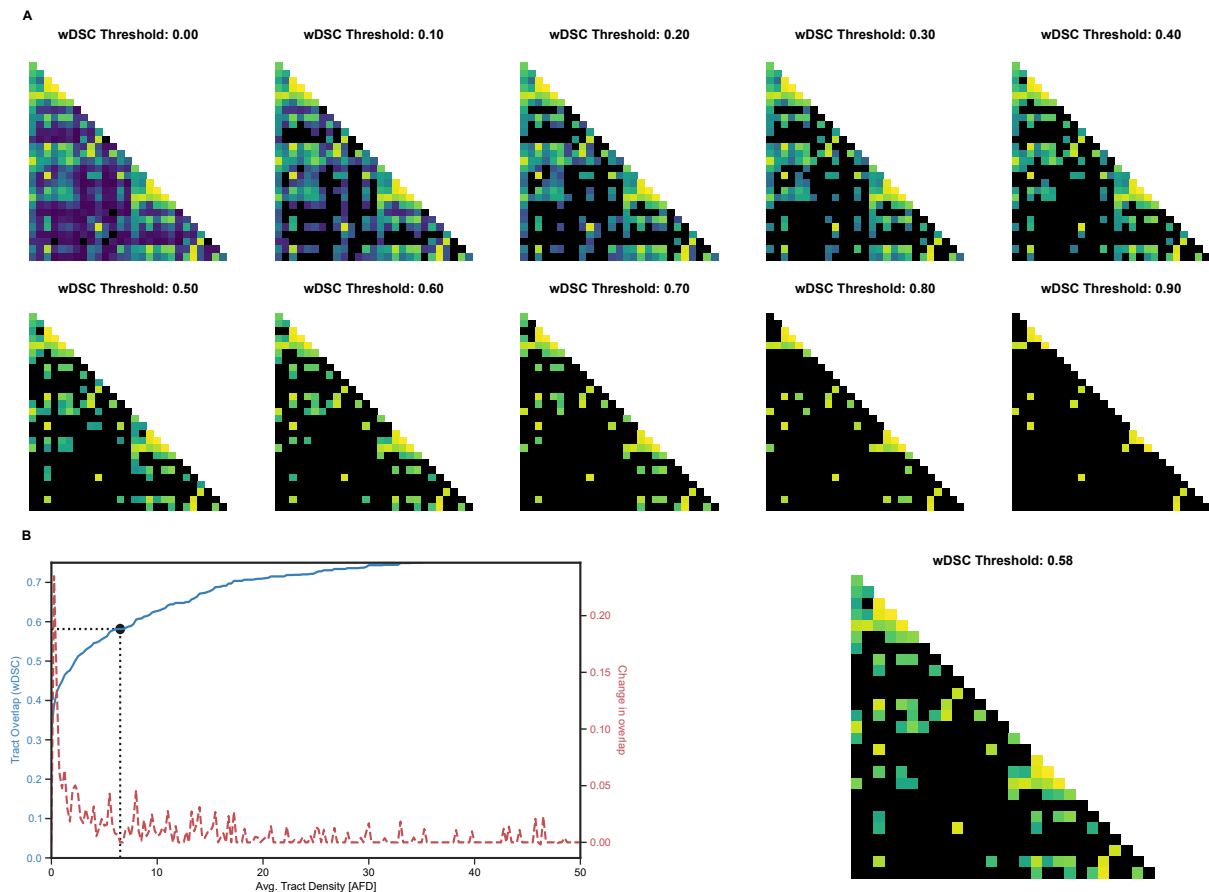 A
wDSC Threshold: 0.00
wDSC Threshold: 0.10
wDSC Threshold: 0.20
wDSC Threshold: 0.30
wDSC Threshold: 0.40
wDSC Threshold: 0.50
wDSC Threshold: 0.60
wDSC Threshold: 0.70
wDSC Threshold: 0.80
wDSC Threshold: 0.90
B
Tract Overlap (wDSC)
0.7
0.6
0.5
0.4
0.3
0.2
0.1
0.0
0
10
20
30
40
50
Avg. Tract Density [AFD]
0.20
0.15
0.10
0.05
0.00
Change in overlap
wDSC Threshold: 0.58